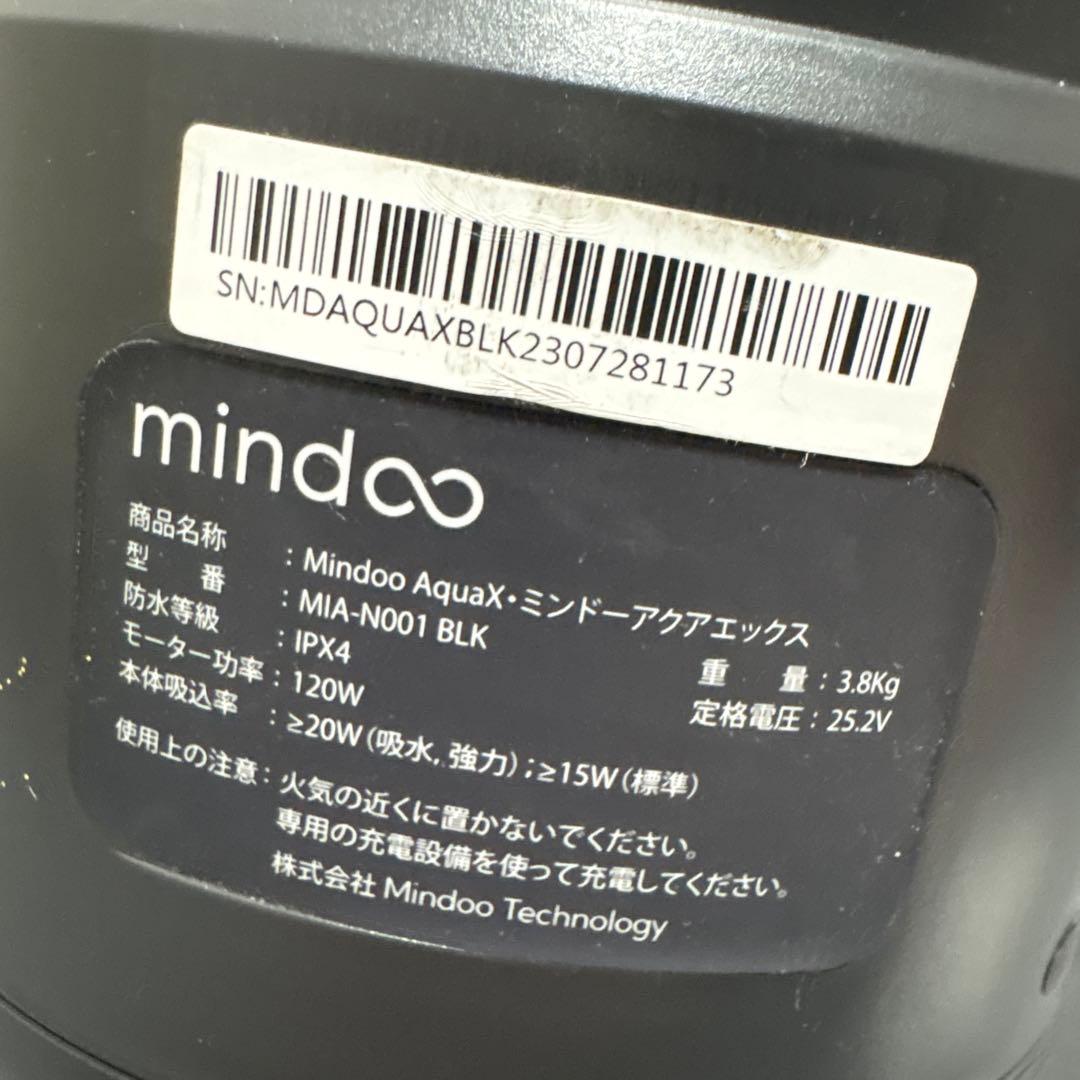 SN:MDAQUAXBLK2307281173
mindoo
商品名称 : Mindoo AquaX・ミンドーアクアエックス
型 番 : MIA-N001 BLK
防水等級 : IPX4 重 量 : 3.8Kg
モーター功率 : 120W 定格電圧 : 25.2V
本体吸込率 : ≥20W (吸水, 強力) ; ≥15W (標準)
使用上の注意 : 火気の近くに置かないでください。
専用の充電設備を使って充電してください。
株式会社 Mindoo Technology